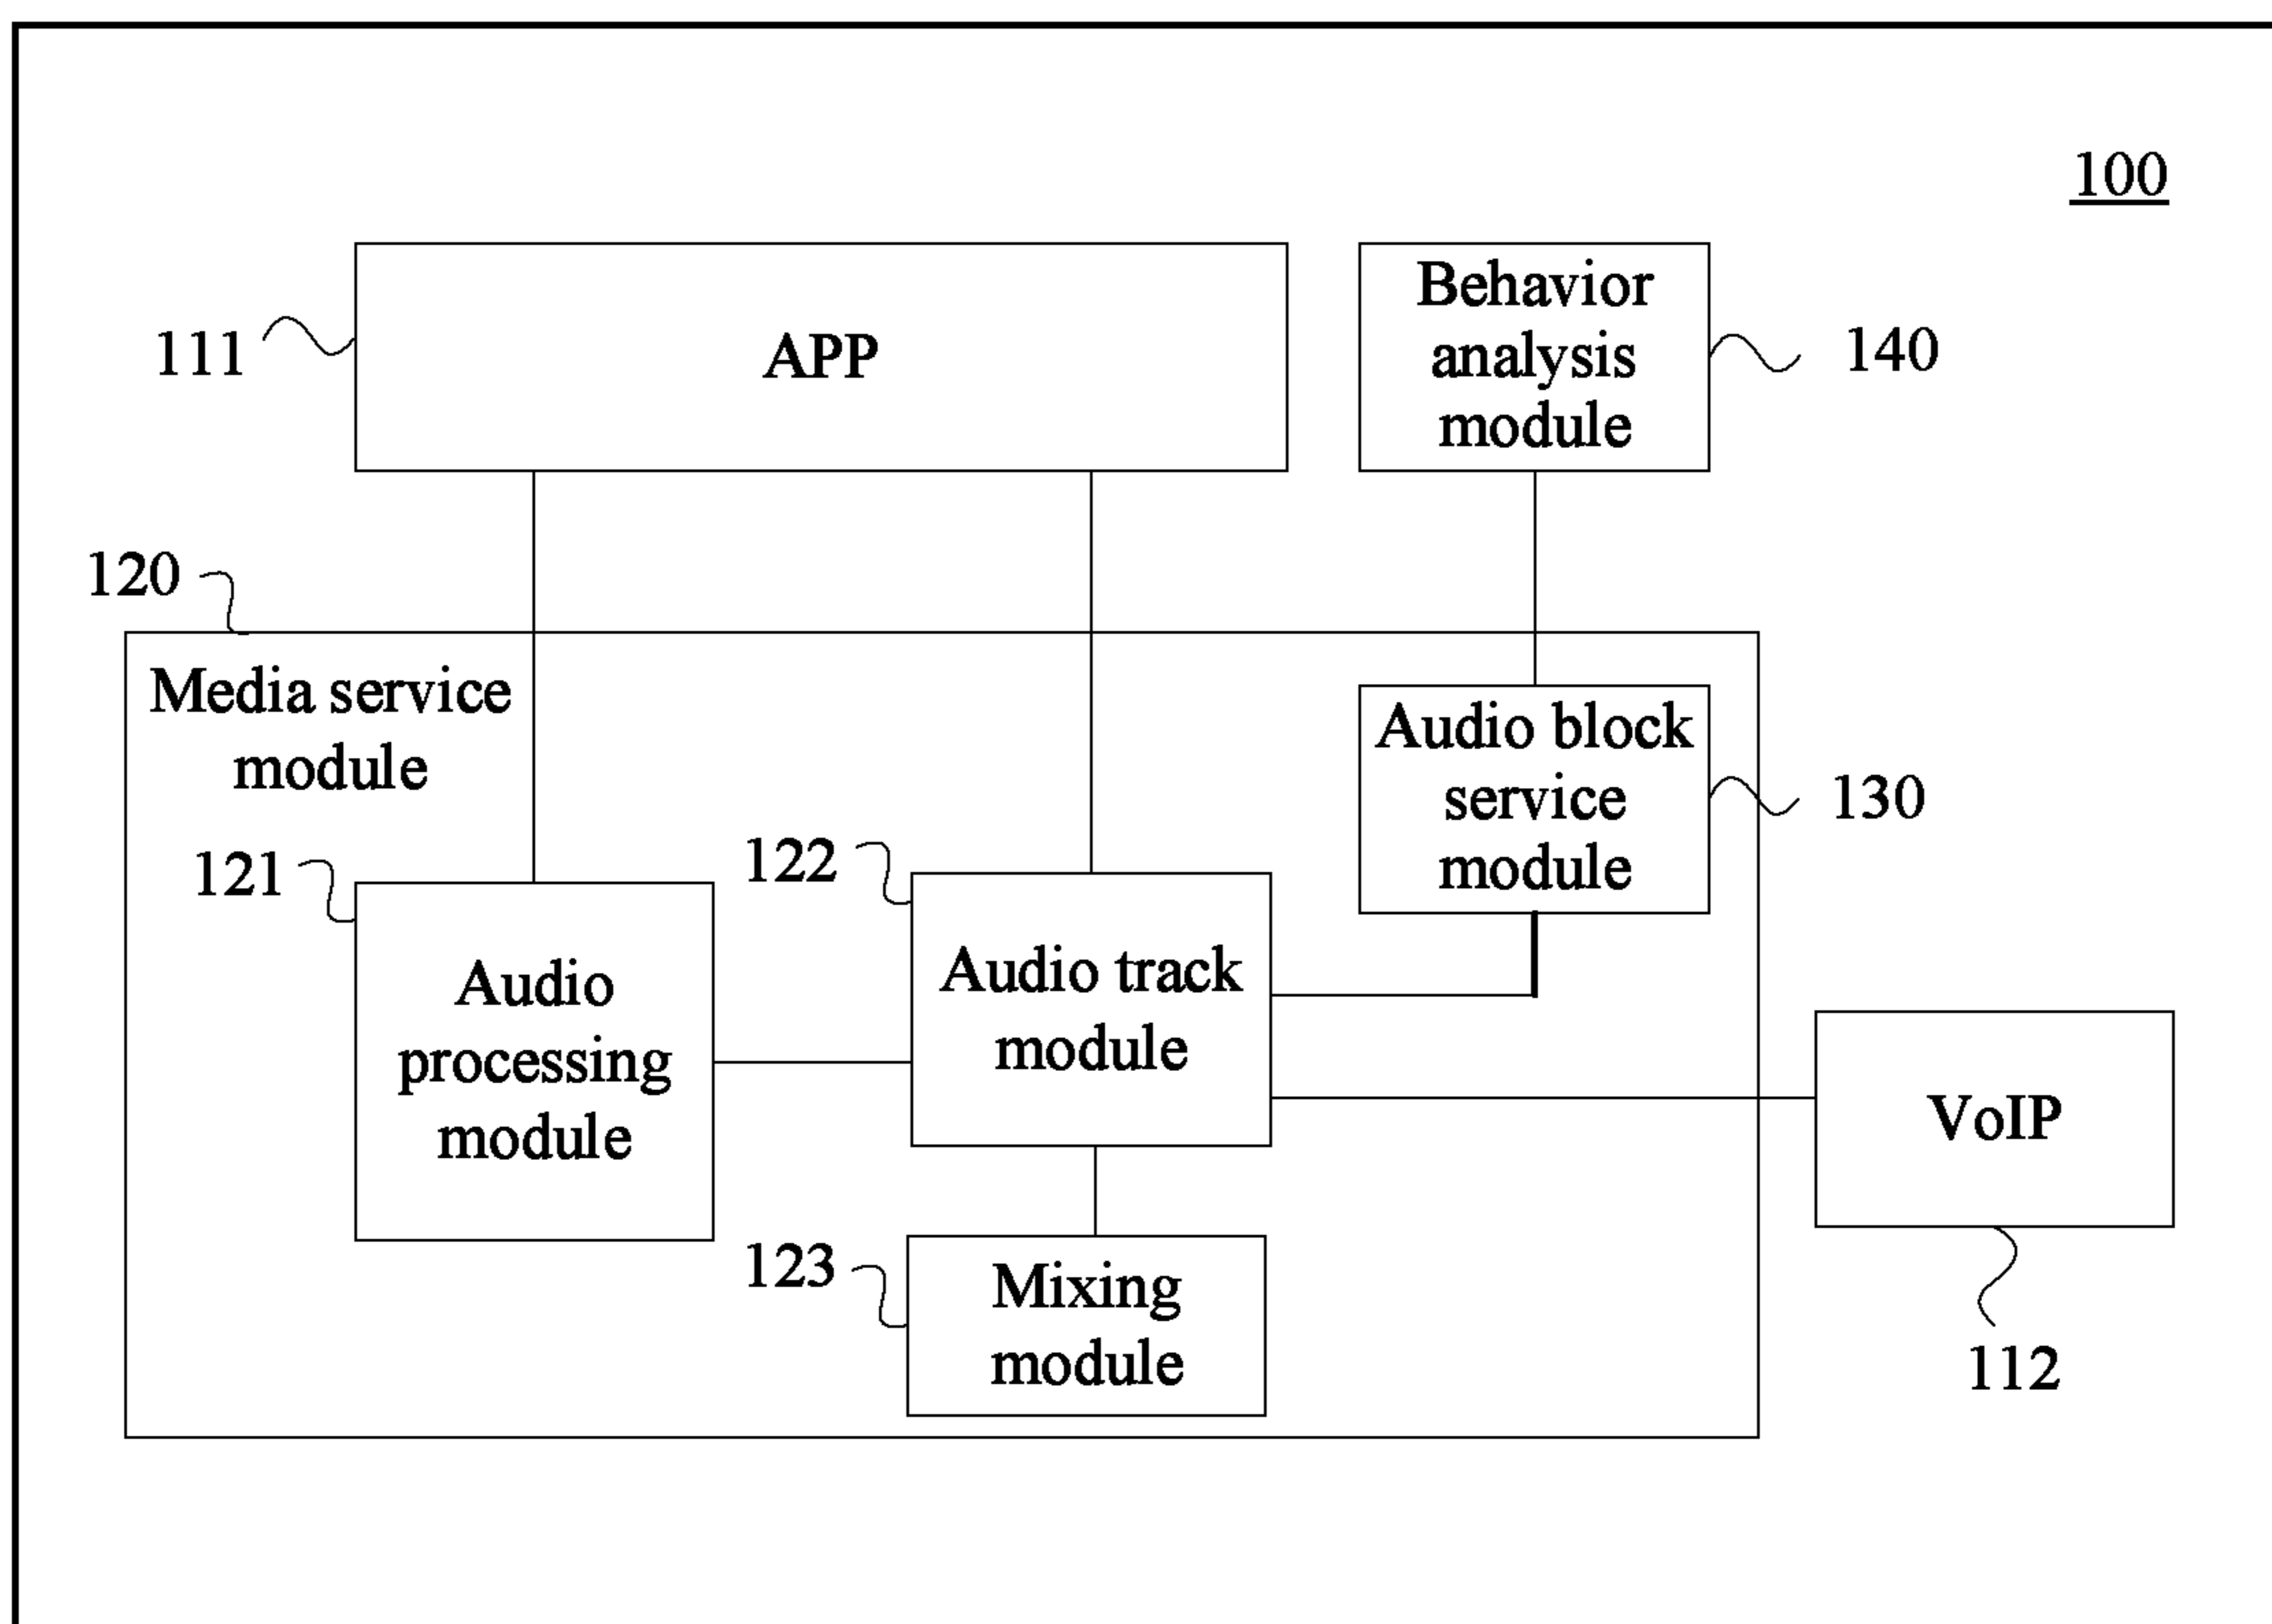 100
111
APP
Behavior
analysis
module
140
120
Media service
module
Audio block
service
module
130
121
Audio
processing
module
122
Audio track
module
VoIP
112
123
Mixing
module